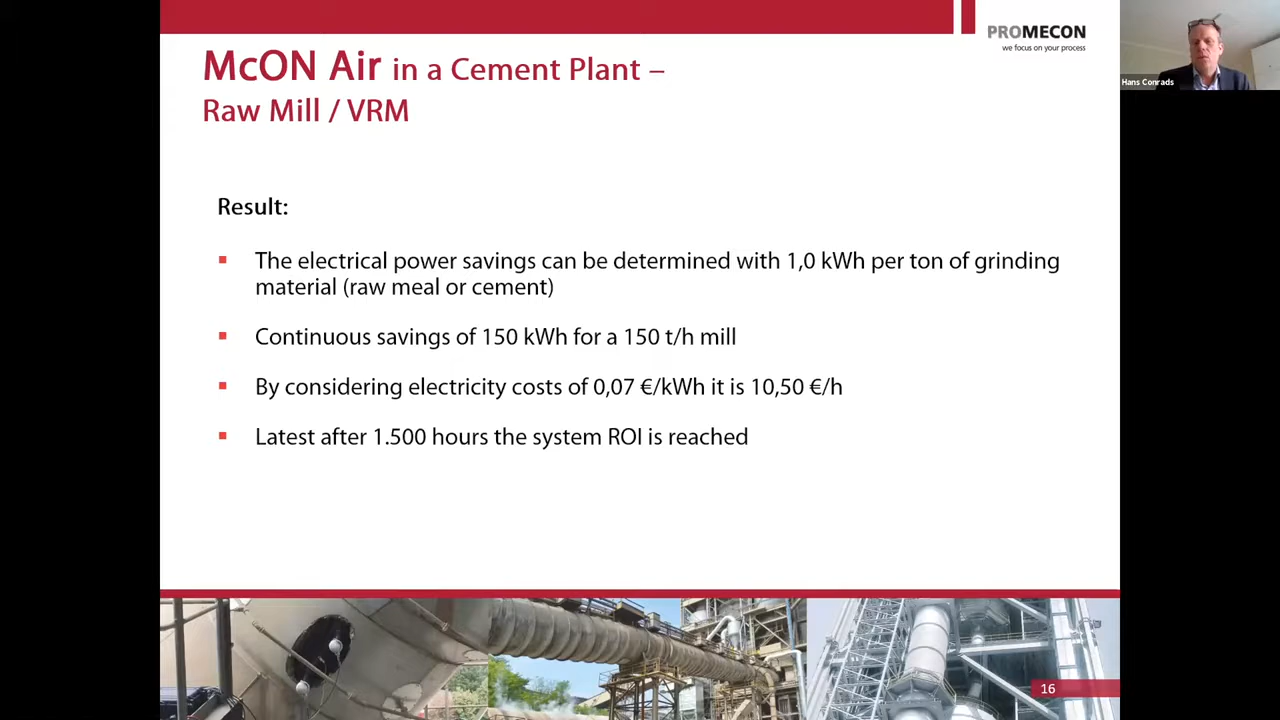 PROMECON
we focus on your process
Hans Conrads
McON Air in a Cement Plant –
Raw Mill / VRM
Result:
The electrical power savings can be determined with 1,0 kWh per ton of grinding
material (raw meal or cement)
Continuous savings of 150 kWh for a 150 t/h mill
By considering electricity costs of 0,07 €/kWh it is 10,50 €/h
Latest after 1.500 hours the system ROI is reached
16